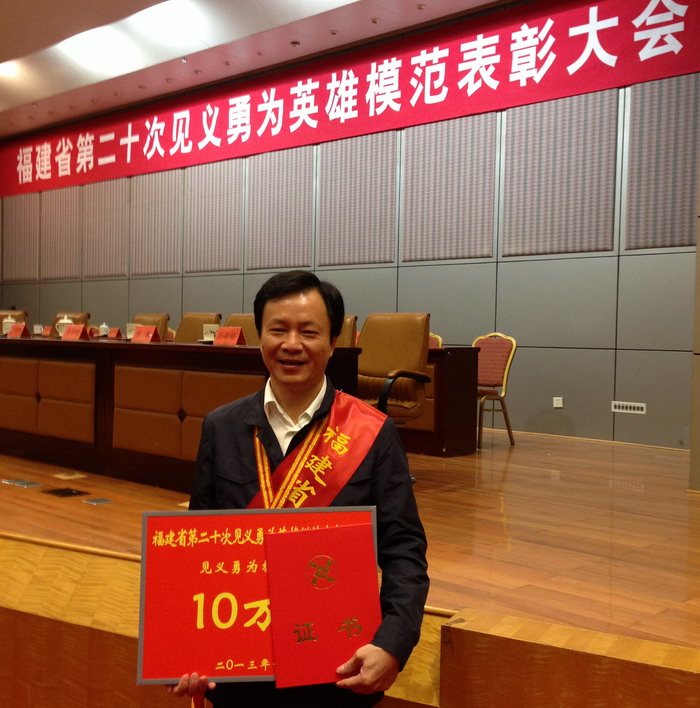 福建省第二十次见义勇为英雄模范表彰大会
福建省
福建省第二十次见义勇为
见义勇为
10万
二〇一三年
证书